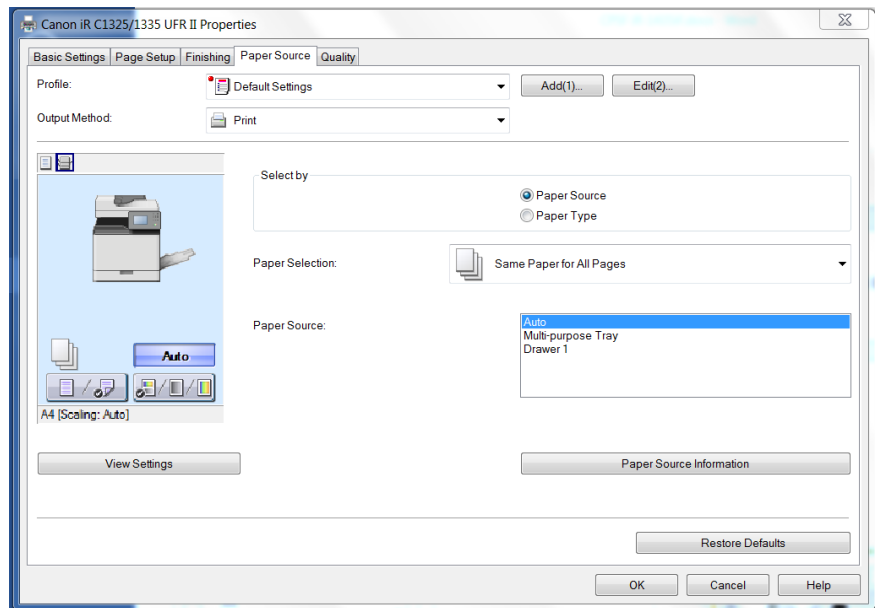 Canon iR C1325/1335 UFR II Properties
Basic Settings Page Setup Finishing Paper Source Quality
Profile: Default Settings Add(1)... Edit(2)...
Output Method: Print
Select by
Paper Source
Paper Type
Paper Selection: Same Paper for All Pages
Paper Source:
Auto
Multi-purpose Tray
Drawer 1
Auto
A4 [Scaling: Auto]
View Settings Paper Source Information
Restore Defaults
OK Cancel Help